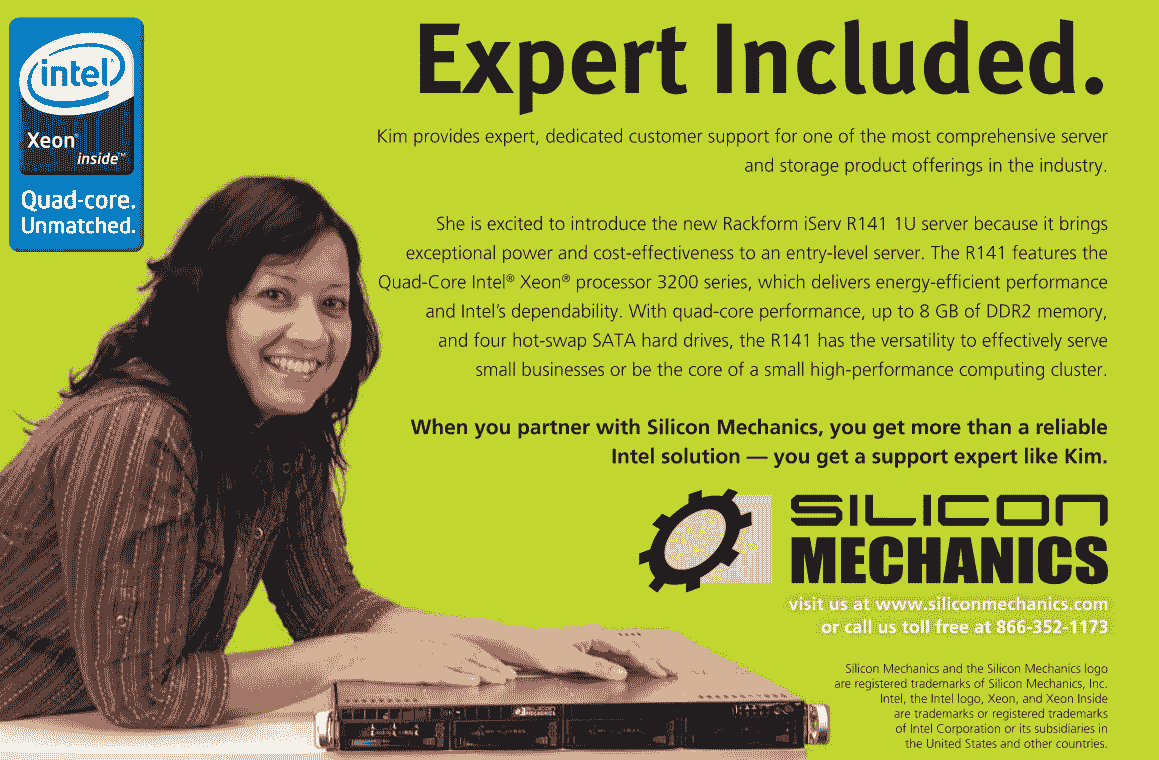 intel
Xeon®
inside™
Quad-core.
Unmatched.
Expert Included.
Kim provides expert, dedicated customer support for one of the most comprehensive server
and storage product offerings in the industry.
She is excited to introduce the new Rackform iServ R141 1U server because it brings
exceptional power and cost-effectiveness to an entry-level server. The R141 features the
Quad-Core Intel® Xeon® processor 3200 series, which delivers energy-efficient performance
and Intel's dependability. With quad-core performance, up to 8 GB of DDR2 memory,
and four hot-swap SATA hard drives, the R141 has the versatility to effectively serve
small businesses or be the core of a small high-performance computing cluster.
When you partner with Silicon Mechanics, you get more than a reliable
Intel solution — you get a support expert like Kim.
SILICON
MECHANICS
visit us at www.siliconmechanics.com
or call us toll free at 866-352-1173
Silicon Mechanics and the Silicon Mechanics logo
are registered trademarks of Silicon Mechanics, Inc.
Intel, the Intel logo, Xeon, and Xeon Inside
are trademarks or registered trademarks
of Intel Corporation or its subsidiaries in
the United States and other countries.
SILICON
MECHANICS